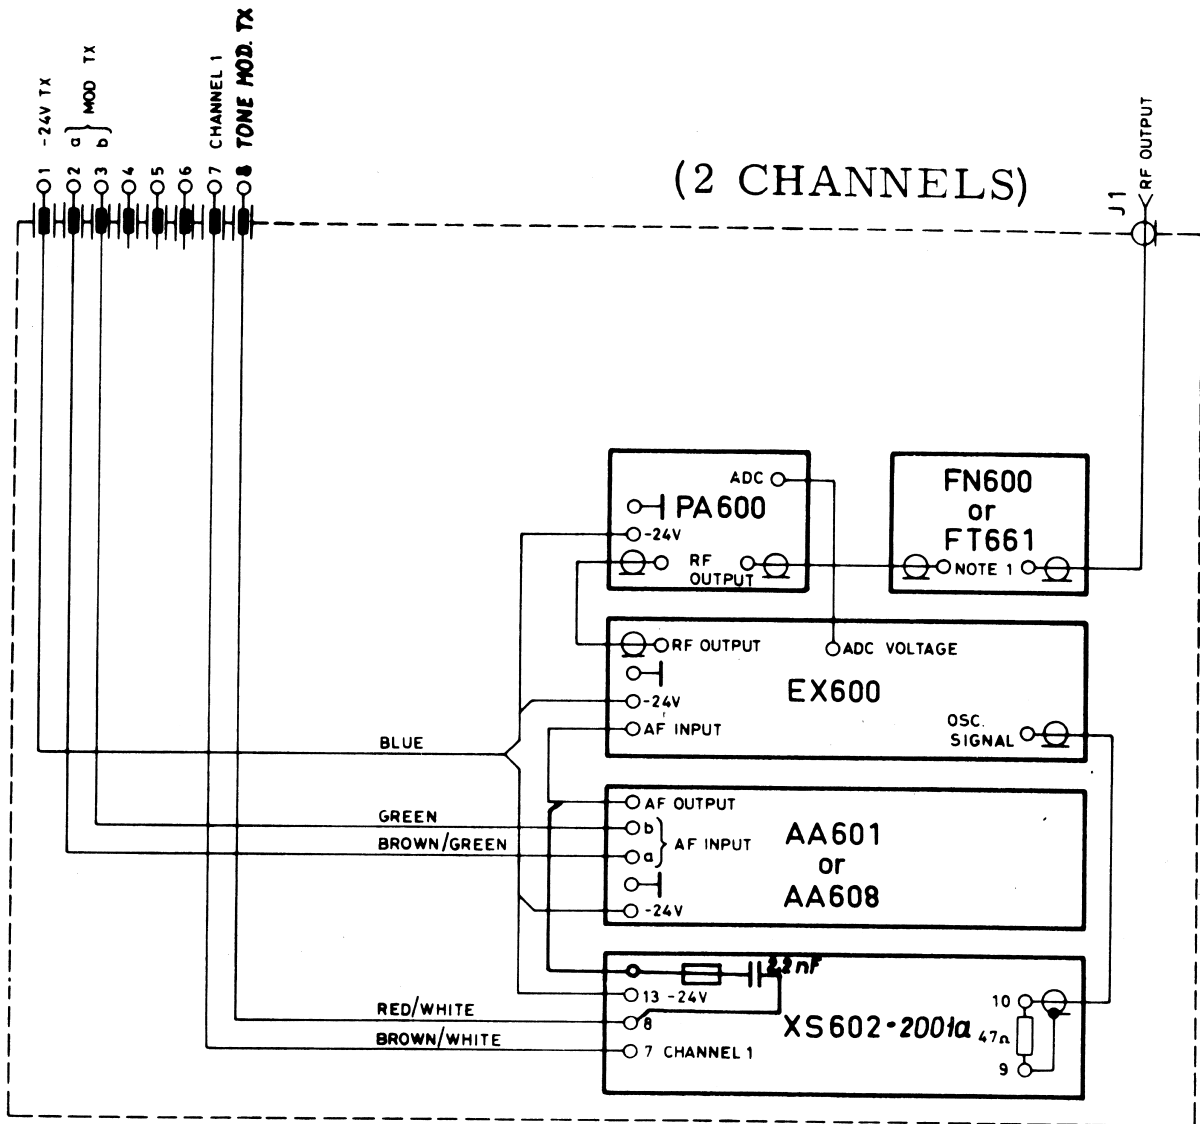 -24V TX
a
b
MOD TX
CHANNEL 1
TONE MOD. TX
1
2
3
4
5
6
7
8
(2 CHANNELS)
J1
RF OUTPUT
ADC
PA600
-24V
RF
OUTPUT
FN600
or
FT661
NOTE 1
RF OUTPUT
ADC VOLTAGE
EX600
-24V
AF INPUT
OSC.
SIGNAL
BLUE
AF OUTPUT
b
a
AF INPUT
AA601
or
AA608
-24V
GREEN
BROWN/GREEN
2,2nF
13 -24V
8
7 CHANNEL 1
XS602-2001a
10
47Ω
9
RED/WHITE
BROWN/WHITE